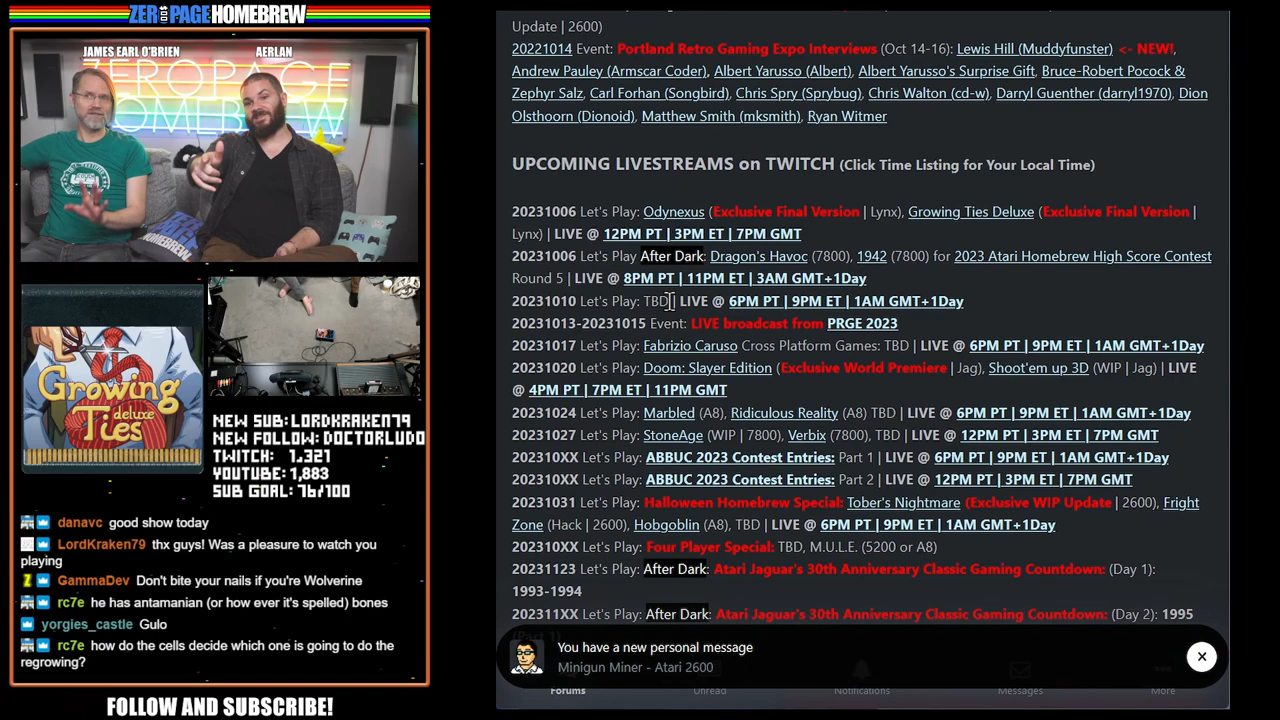 ZEROPAGEHOMEBREW
JAMES EARL O'BRIEN
AERLAN
ZEROPAGE
HOMEBREW
HOMEBREW
Growing
Ties
deluxe
NEW SUB: LORDKRAKEN79
NEW FOLLOW: DOCTORLUDO
TWITCH: 1,321
YOUTUBE: 1,883
SUB GOAL: 76/100
danavc good show today
LordKraken79 thx guys! Was a pleasure to watch you
playing
GammaDev Don't bite your nails if you're Wolverine
rc7e he has antamanian (or how ever it's spelled) bones
yorgies_castle Gulo
rc7e how do the cells decide which one is going to do the
regrowing?
FOLLOW AND SUBSCRIBE!
Update | 2600)
20221014 Event: Portland Retro Gaming Expo Interviews (Oct 14-16): Lewis Hill (Muddyfunster) <- NEW!,
Andrew Pauley (Armscar Coder), Albert Yarusso (Albert), Albert Yarusso's Surprise Gift, Bruce-Robert Pocock &
Zephyr Salz, Carl Forhan (Songbird), Chris Spry (Sprybug), Chris Walton (cd-w), Darryl Guenther (darryl1970), Dion
Olsthoorn (Dionoid), Matthew Smith (mksmith), Ryan Witmer
UPCOMING LIVESTREAMS on TWITCH (Click Time Listing for Your Local Time)
20231006 Let's Play: Odynexus (Exclusive Final Version | Lynx), Growing Ties Deluxe (Exclusive Final Version |
Lynx) | LIVE @ 12PM PT | 3PM ET | 7PM GMT
20231006 Let's Play After Dark: Dragon's Havoc (7800), 1942 (7800) for 2023 Atari Homebrew High Score Contest
Round 5 | LIVE @ 8PM PT | 11PM ET | 3AM GMT+1Day
20231010 Let's Play: TBD | LIVE @ 6PM PT | 9PM ET | 1AM GMT+1Day
20231013-20231015 Event: LIVE broadcast from PRGE 2023
20231017 Let's Play: Fabrizio Caruso Cross Platform Games: TBD | LIVE @ 6PM PT | 9PM ET | 1AM GMT+1Day
20231020 Let's Play: Doom: Slayer Edition (Exclusive World Premiere | Jag), Shoot'em up 3D (WIP | Jag) | LIVE
@ 4PM PT | 7PM ET | 11PM GMT
20231024 Let's Play: Marbled (A8), Ridiculous Reality (A8) TBD | LIVE @ 6PM PT | 9PM ET | 1AM GMT+1Day
20231027 Let's Play: StoneAge (WIP | 7800), Verbix (7800), TBD | LIVE @ 12PM PT | 3PM ET | 7PM GMT
202310XX Let's Play: ABBUC 2023 Contest Entries: Part 1 | LIVE @ 6PM PT | 9PM ET | 1AM GMT+1Day
202310XX Let's Play: ABBUC 2023 Contest Entries: Part 2 | LIVE @ 12PM PT | 3PM ET | 7PM GMT
20231031 Let's Play: Halloween Homebrew Special: Tober's Nightmare (Exclusive WIP Update | 2600), Fright
Zone (Hack | 2600), Hobgoblin (A8), TBD | LIVE @ 6PM PT | 9PM ET | 1AM GMT+1Day
202310XX Let's Play: Four Player Special: TBD, M.U.L.E. (5200 or A8)
20231123 Let's Play: After Dark: Atari Jaguar's 30th Anniversary Classic Gaming Countdown: (Day 1):
1993-1994
202311XX Let's Play: After Dark: Atari Jaguar's 30th Anniversary Classic Gaming Countdown: (Day 2): 1995
(Part 1)
You have a new personal message
Minigun Miner - Atari 2600
Forums
Unread
Notifications
Messages
More